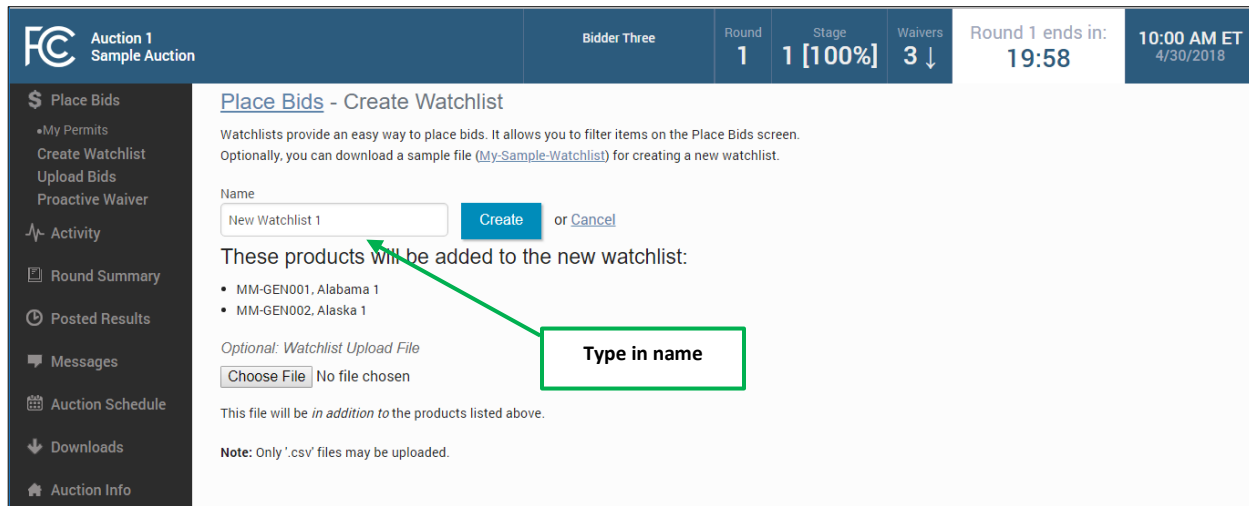 FCC
Auction 1
Sample Auction
Bidder Three
Round
1
Stage
1 [100%]
Waivers
3 ↓
Round 1 ends in:
19:58
10:00 AM ET
4/30/2018
$ Place Bids
•My Permits
Create Watchlist
Upload Bids
Proactive Waiver
Activity
Round Summary
Posted Results
Messages
Auction Schedule
Downloads
Auction Info
Place Bids - Create Watchlist
Watchlists provide an easy way to place bids. It allows you to filter items on the Place Bids screen.
Optionally, you can download a sample file (My-Sample-Watchlist) for creating a new watchlist.
Name
New Watchlist 1
Create
or Cancel
These products will be added to the new watchlist:
• MM-GEN001, Alabama 1
• MM-GEN002, Alaska 1
Optional: Watchlist Upload File
Choose File No file chosen
Type in name
This file will be in addition to the products listed above.
Note: Only '.csv' files may be uploaded.